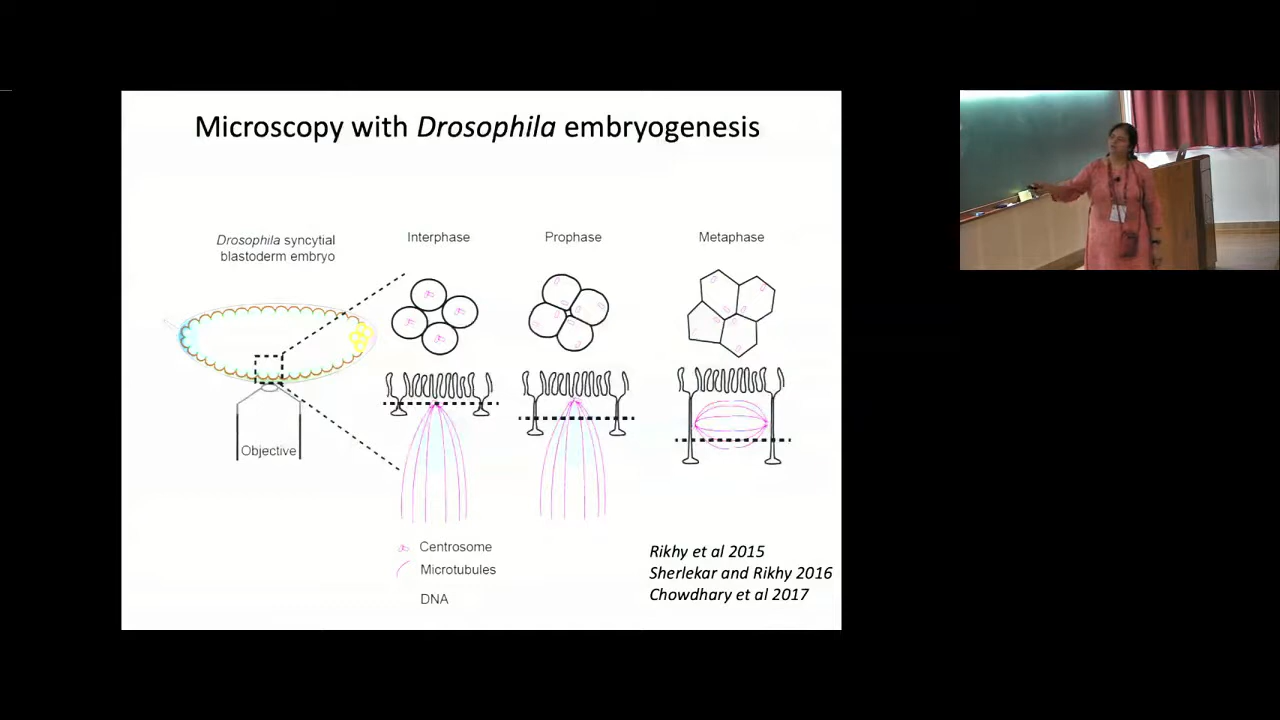 Microscopy with Drosophila embryogenesis
Drosophila syncytial
blastoderm embryo
Interphase
Prophase
Metaphase
Objective
Centrosome
Microtubules
DNA
Rikhy et al 2015
Sherlekar and Rikhy 2016
Chowdhary et al 2017